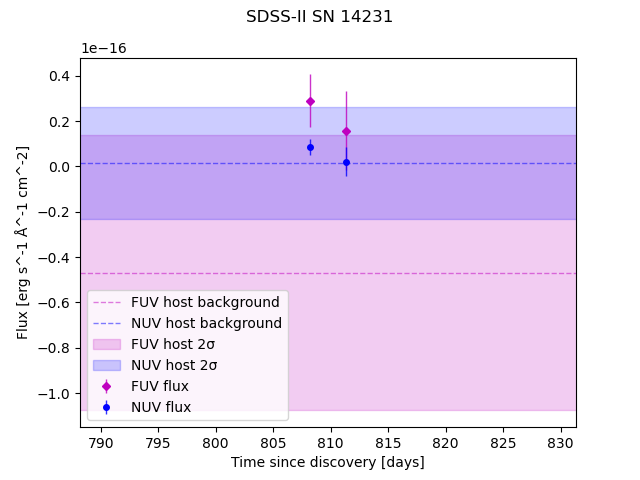 SDSS-II SN 14231
1e−16
0.4
0.2
0.0
−0.2
−0.4
−0.6
−0.8
−1.0
Flux [erg s^-1 Å^-1 cm^-2]
FUV host background
NUV host background
FUV host 2σ
NUV host 2σ
FUV flux
NUV flux
790 795 800 805 810 815 820 825 830
Time since discovery [days]